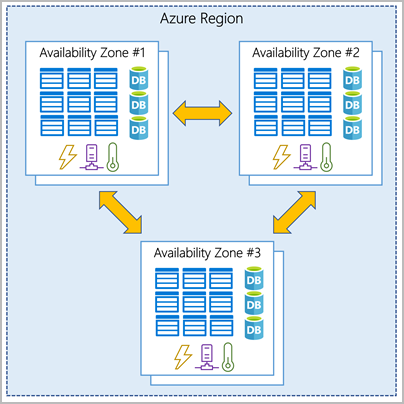 Azure Region
Availability Zone #1
DB
DB
DB
Availability Zone #2
DB
DB
DB
Availability Zone #3
DB
DB
DB